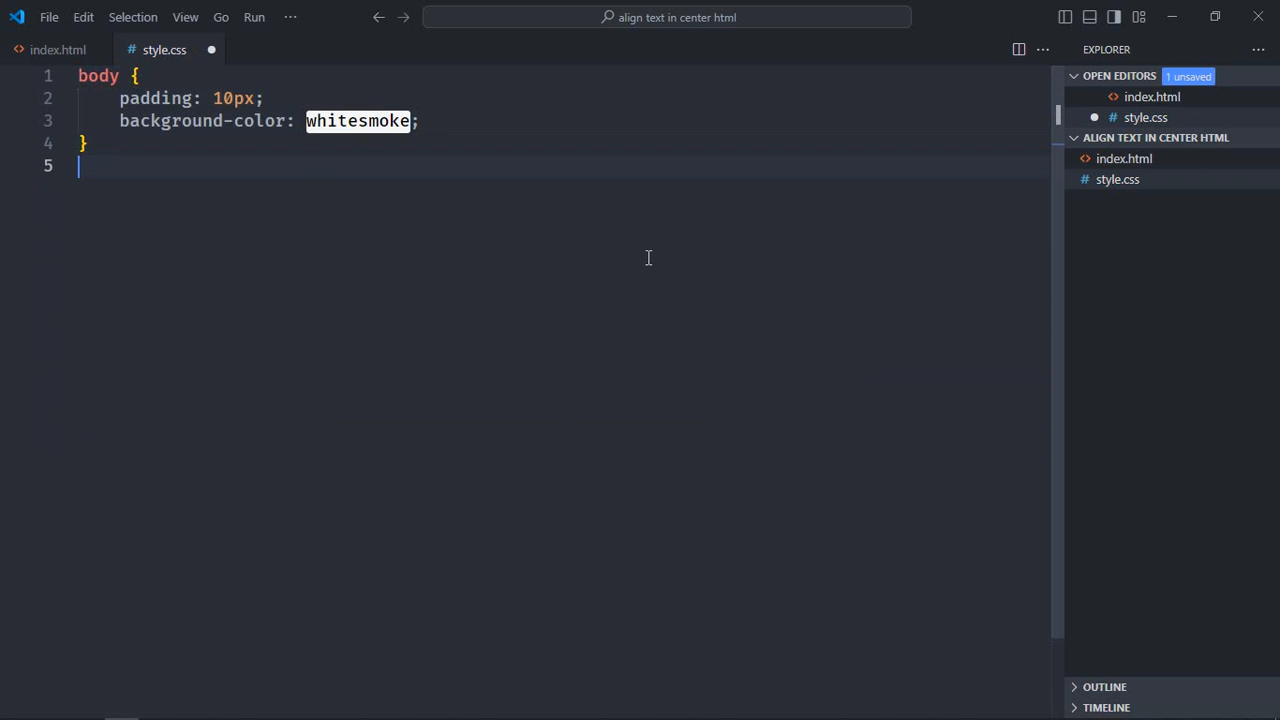 File Edit Selection View Go Run ···
align text in center html
index.html
style.css
EXPLORER
1 body {
2 padding: 10px;
3 background-color: whitesmoke;
4 }
5
OPEN EDITORS 1 unsaved
index.html
style.css
ALIGN TEXT IN CENTER HTML
index.html
style.css
OUTLINE
TIMELINE